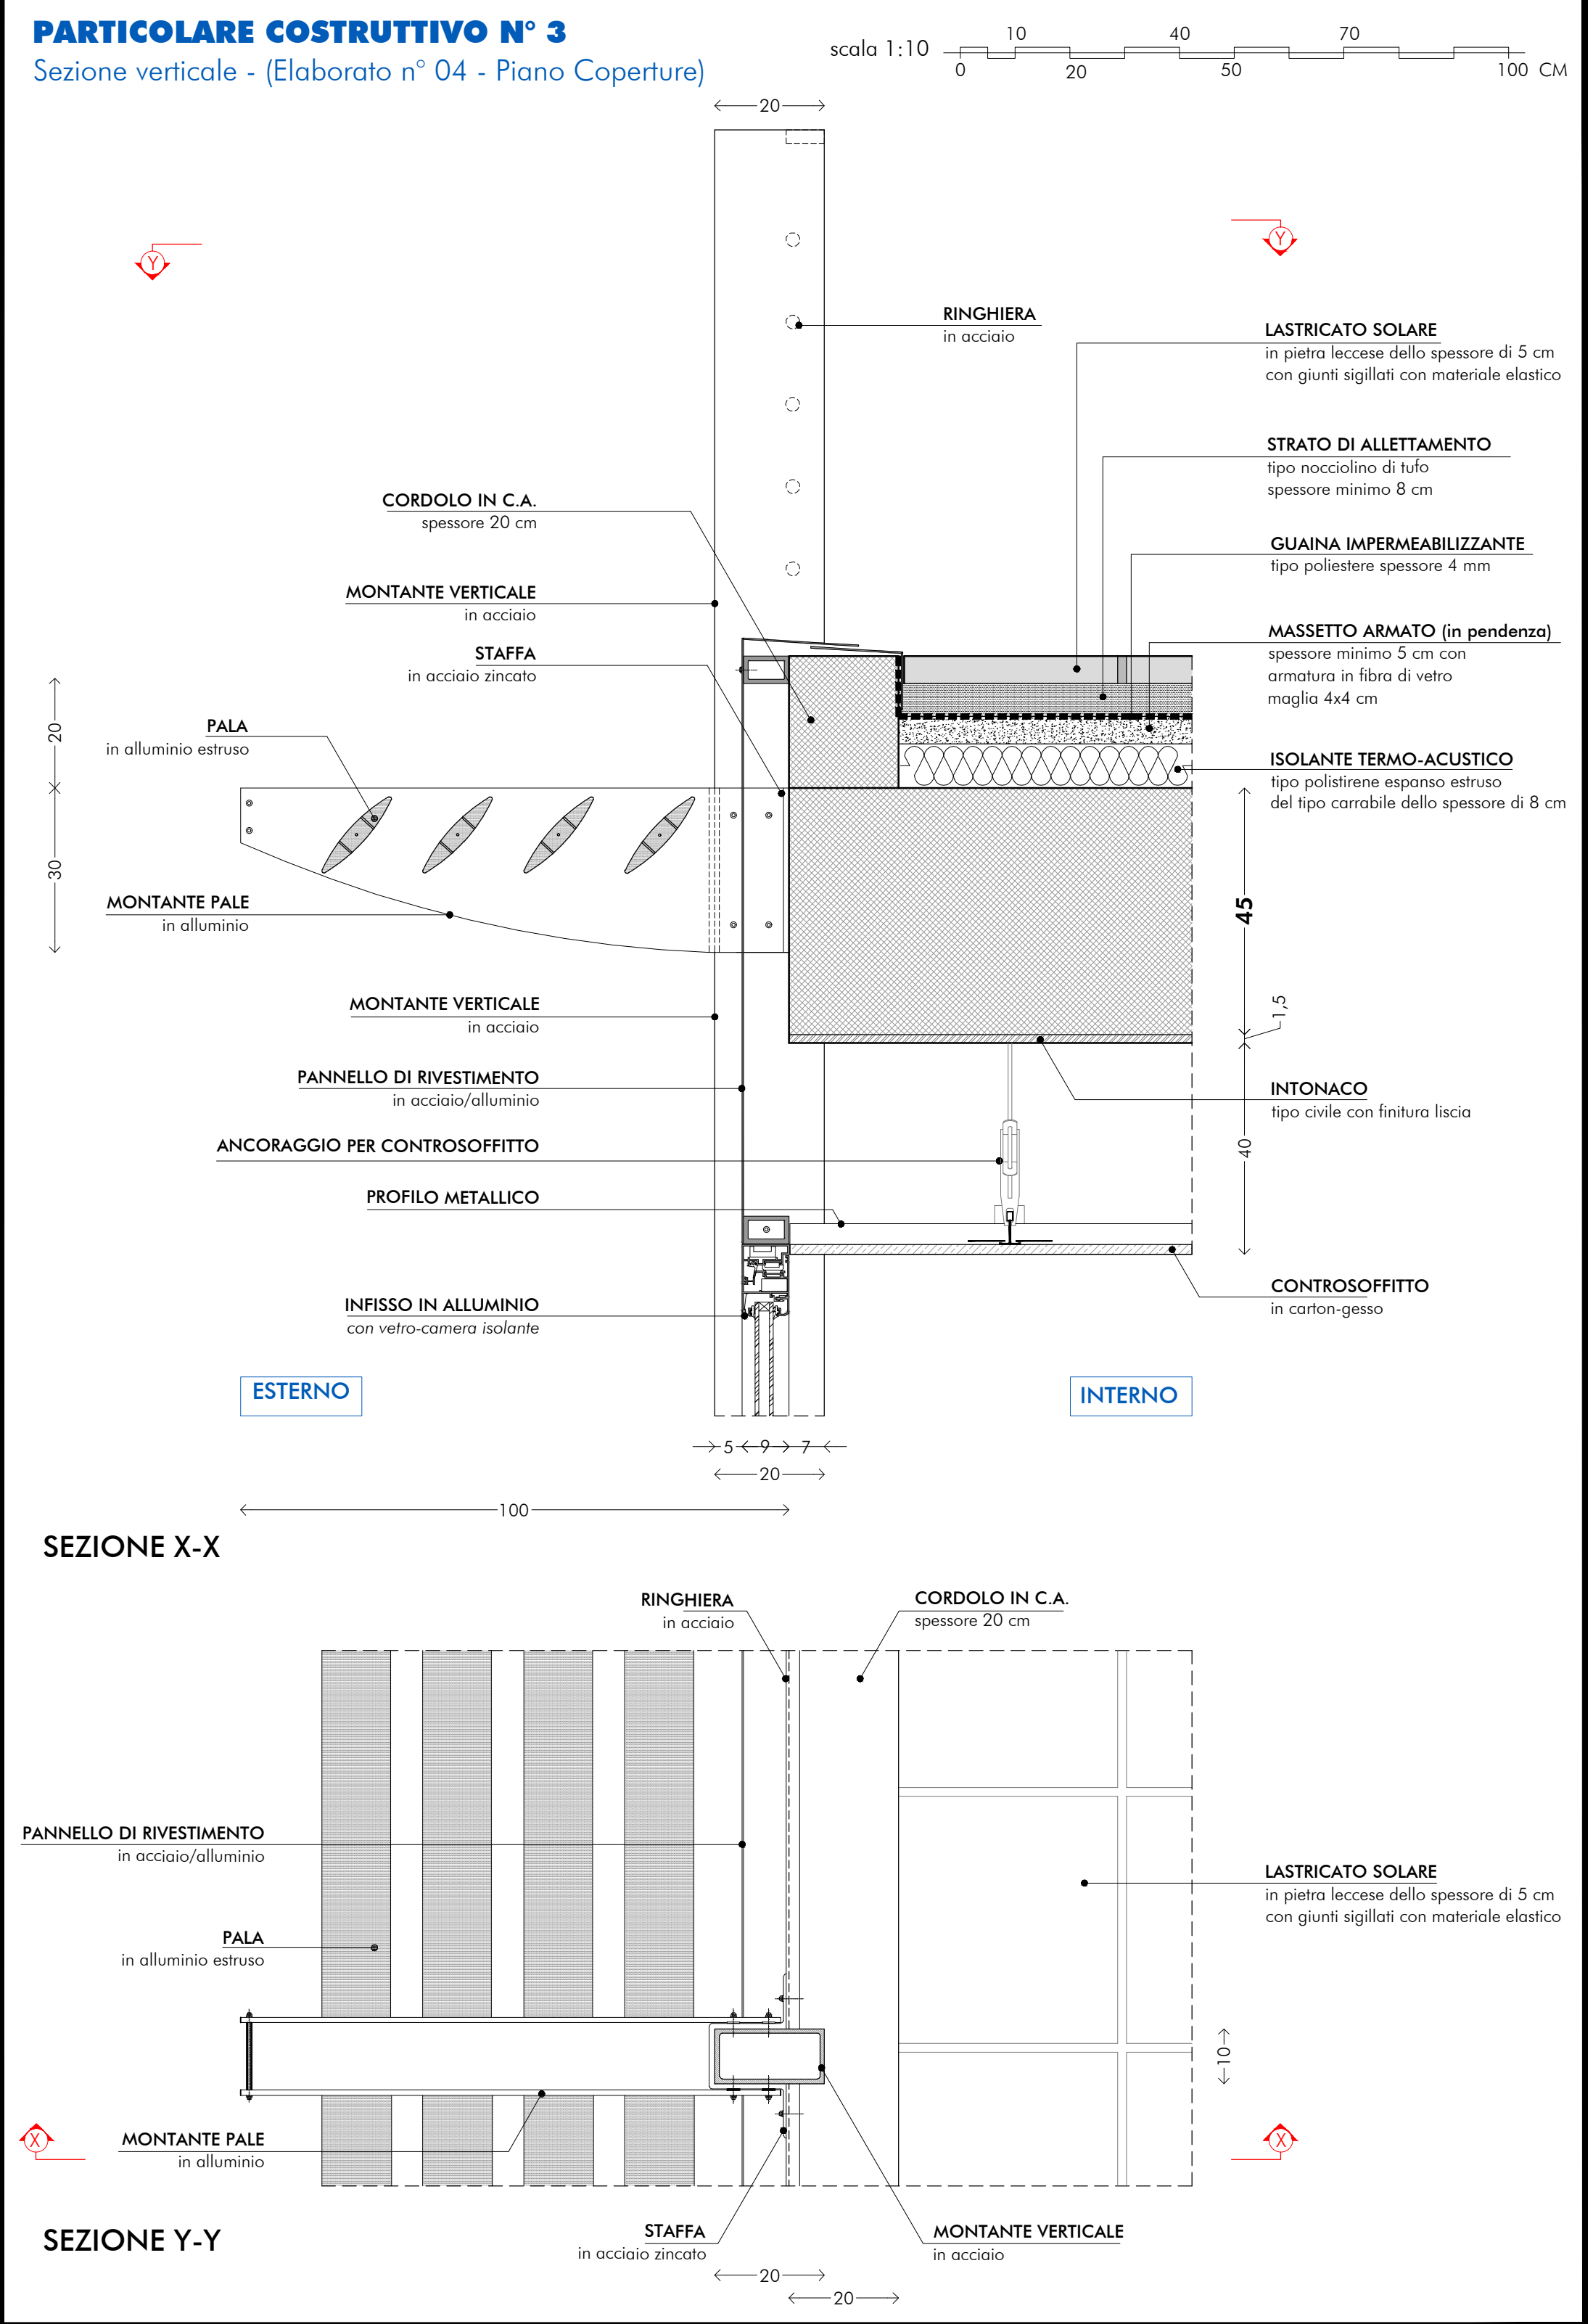 PARTICOLARE COSTRUTTIVO N° 3
Sezione verticale - (Elaborato n° 04 - Piano Coperture)
scala 1:10
10 40 70
0 20 50 100 CM
20
Y
Y
RINGHIERA
in acciaio
LASTRICATO SOLARE
in pietra leccese dello spessore di 5 cm
con giunti sigillati con materiale elastico
STRATO DI ALLETTAMENTO
tipo nocciolino di tufo
spessore minimo 8 cm
CORDOLO IN C.A.
spessore 20 cm
GUAINA IMPERMEABILIZZANTE
tipo poliestere spessore 4 mm
MONTANTE VERTICALE
in acciaio
MASSETTO ARMATO (in pendenza)
spessore minimo 5 cm con
armatura in fibra di vetro
maglia 4x4 cm
STAFFA
in acciaio zincato
20
PALA
in alluminio estruso
ISOLANTE TERMO-ACUSTICO
tipo polistirene espanso estruso
del tipo carrabile dello spessore di 8 cm
30
MONTANTE PALE
in alluminio
45
MONTANTE VERTICALE
in acciaio
1,5
PANNELLO DI RIVESTIMENTO
in acciaio/alluminio
INTONACO
tipo civile con finitura liscia
ANCORAGGIO PER CONTROSOFFITTO
40
PROFILO METALLICO
CONTROSOFFITTO
in carton-gesso
INFISSO IN ALLUMINIO
con vetro-camera isolante
ESTERNO
INTERNO
5 9 7
20
100
SEZIONE X-X
RINGHIERA
in acciaio
CORDOLO IN C.A.
spessore 20 cm
PANNELLO DI RIVESTIMENTO
in acciaio/alluminio
LASTRICATO SOLARE
in pietra leccese dello spessore di 5 cm
con giunti sigillati con materiale elastico
PALA
in alluminio estruso
10
X
X
MONTANTE PALE
in alluminio
SEZIONE Y-Y
STAFFA
in acciaio zincato
MONTANTE VERTICALE
in acciaio
20
20